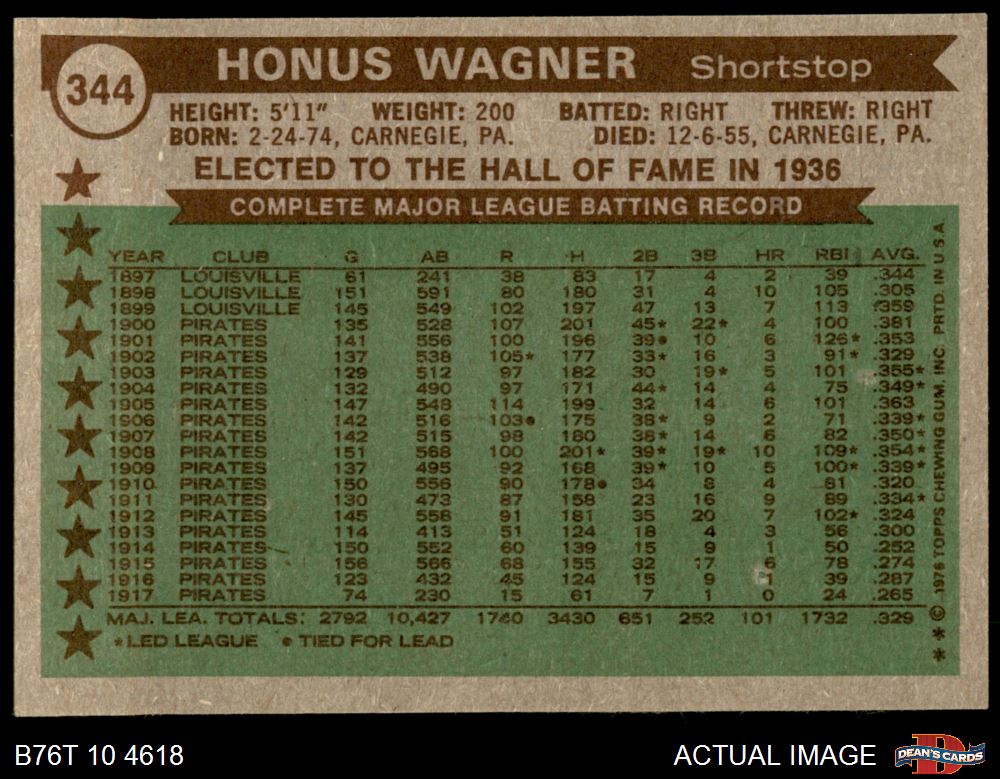 344
HONUS WAGNER Shortstop
HEIGHT: 5'11" WEIGHT: 200 BATTED: RIGHT THREW: RIGHT
BORN: 2-24-74, CARNEGIE, PA. DIED: 12-6-55, CARNEGIE, PA.
ELECTED TO THE HALL OF FAME IN 1936
COMPLETE MAJOR LEAGUE BATTING RECORD
YEAR CLUB G AB R H 2B 3B HR RBI AVG.
1897 LOUISVILLE 61 241 38 83 17 4 2 39 .344
1898 LOUISVILLE 151 591 80 180 31 4 10 105 .305
1899 LOUISVILLE 145 549 102 197 47 13 7 113 .359
1900 PIRATES 135 528 107 201 45* 22* 4 100 .381
1901 PIRATES 141 556 100 196 39● 10 6 126* .353
1902 PIRATES 137 538 105* 177 33* 16 3 91* .329
1903 PIRATES 129 512 97 182 30 19* 5 101 .355*
1904 PIRATES 132 490 97 171 44* 14 4 75 .349*
1905 PIRATES 147 548 114 199 32 14 6 101 .363
1906 PIRATES 142 516 103● 175 38* 9 2 71 .339*
1907 PIRATES 142 515 98 180 38* 14 6 82 .350*
1908 PIRATES 151 568 100 201* 39* 19* 10 109* .354*
1909 PIRATES 137 495 92 168 39* 10 5 100* .339*
1910 PIRATES 150 556 90 178● 34 8 4 81 .320
1911 PIRATES 130 473 87 158 23 16 9 89 .334*
1912 PIRATES 145 558 91 181 35 20 7 102* .324
1913 PIRATES 114 413 51 124 18 4 3 56 .300
1914 PIRATES 150 552 60 139 15 9 1 50 .252
1915 PIRATES 156 566 68 155 32 17 6 78 .274
1916 PIRATES 123 432 45 124 15 9 1 39 .287
1917 PIRATES 74 230 15 61 7 1 0 24 .265
MAJ. LEA. TOTALS: 2792 10,427 1740 3430 651 252 101 1732 .329
*LED LEAGUE ● TIED FOR LEAD
* * © 1976 TOPPS CHEWING GUM, INC. PRTD. IN U.S.A.
B76T 10 4618
ACTUAL IMAGE
DEAN'S CARDS